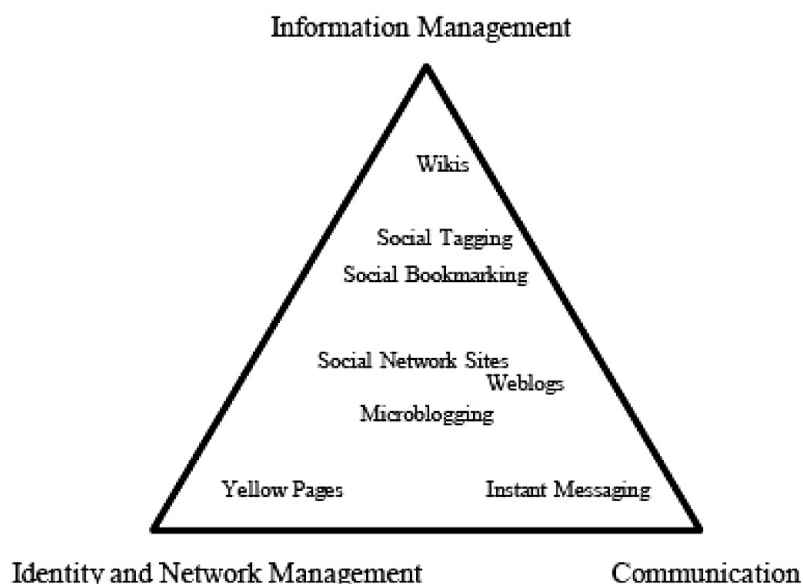 Information Management
Wikis
Social Tagging
Social Bookmarking
Social Network Sites
Weblogs
Microblogging
Yellow Pages
Instant Messaging
Identity and Network Management
Communication